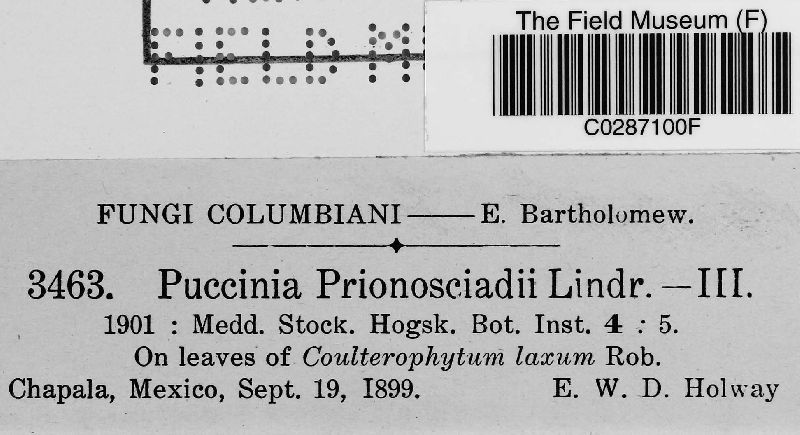 FIELD M
The Field Museum (F)
C0287100F
FUNGI COLUMBIANI — E. Bartholomew.
3463. Puccinia Prionosciadii Lindr. — III.
1901 : Medd. Stock. Hogsk. Bot. Inst. 4 : 5.
On leaves of Coulterophytum laxum Rob.
Chapala, Mexico, Sept. 19, 1899. E. W. D. Holway